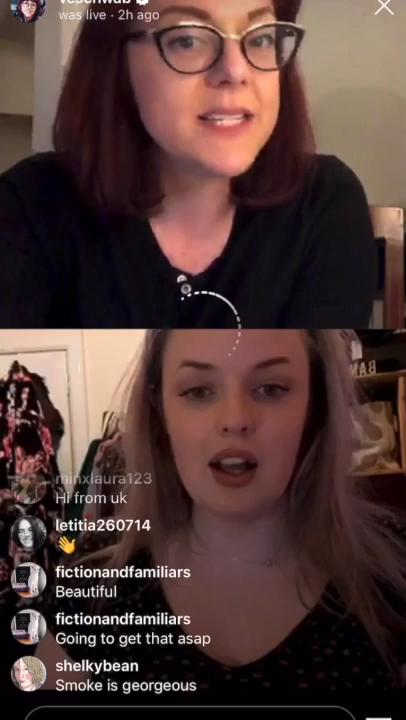 was live · 2h ago
minxlaura123
Hi from uk
letitia260714
👋
fictionandfamiliars
Beautiful
fictionandfamiliars
Going to get that asap
shelkybean
Smoke is georgeous